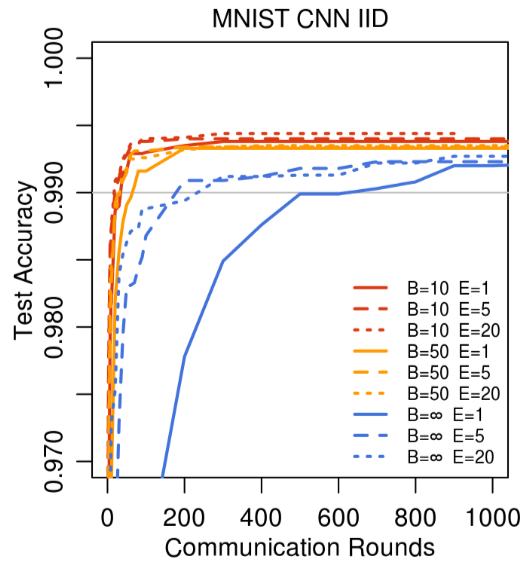 MNIST CNN IID
Test Accuracy
1.000
0.990
0.980
0.970
B=10 E=1
B=10 E=5
B=10 E=20
B=50 E=1
B=50 E=5
B=50 E=20
B=∞ E=1
B=∞ E=5
B=∞ E=20
0 200 400 600 800 1000
Communication Rounds